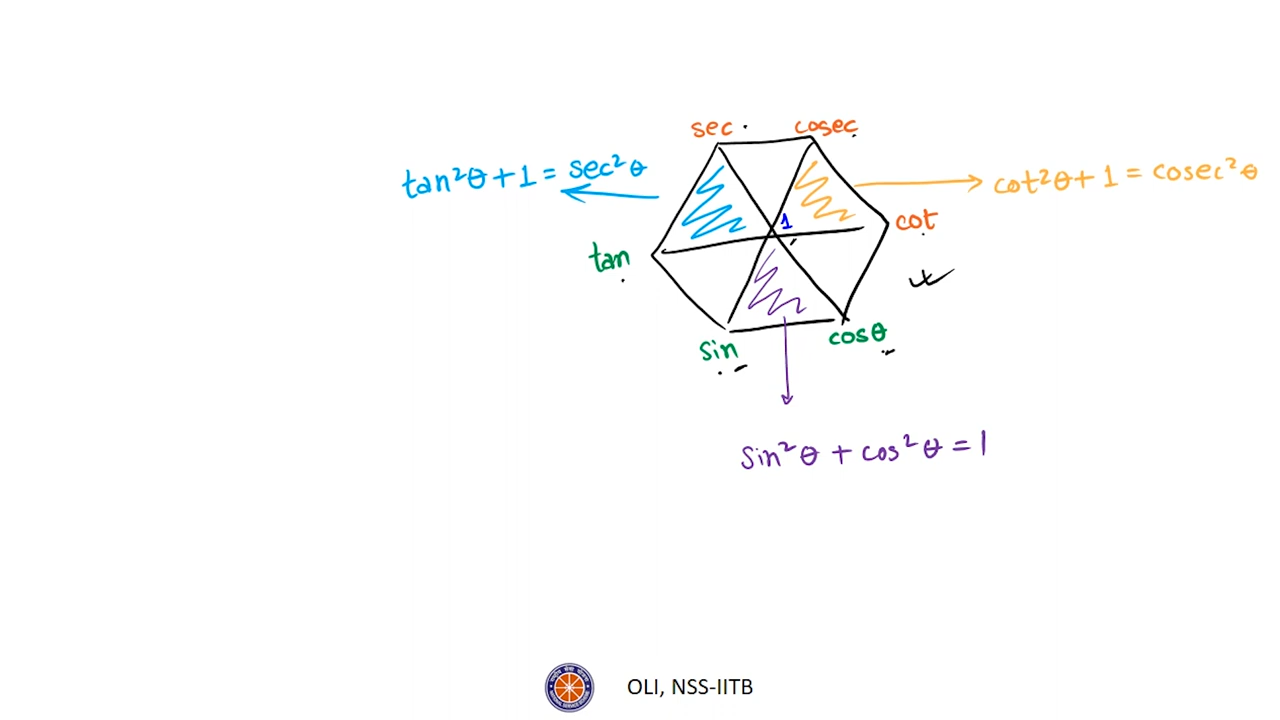 sec cosec
tan²θ + 1 = sec²θ
cot²θ + 1 = cosec²θ
1
cot
tan
sin
cosθ
sin²θ + cos²θ = 1
OLI, NSS-IITB